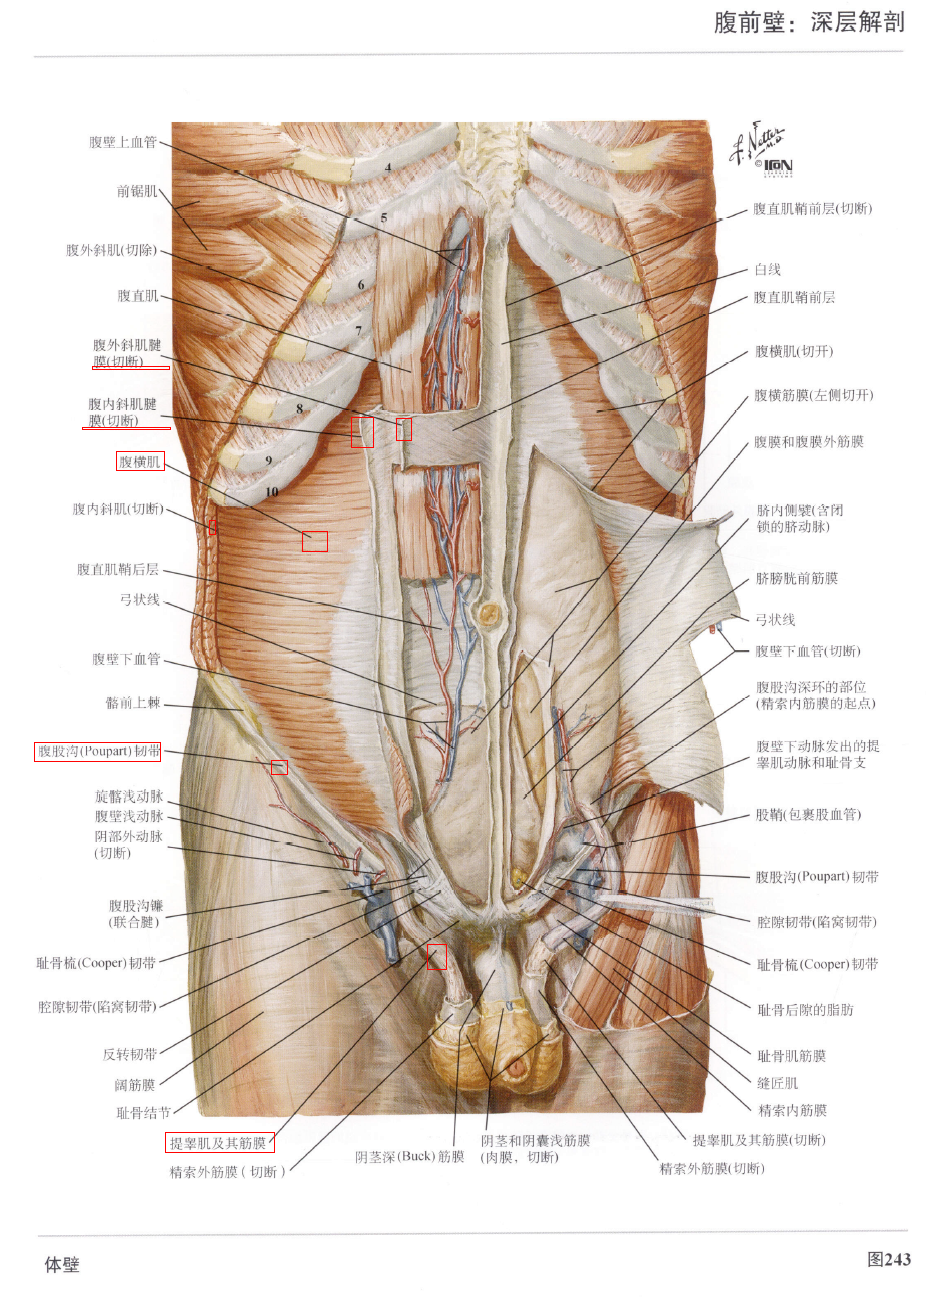 腹前壁：深层解剖
F. Netter
M.D.
© ICON
LEARNING
SYSTEMS
腹壁上血管
前锯肌
腹外斜肌(切除)
腹直肌
腹外斜肌腱
膜(切断)
腹内斜肌腱
膜(切断)
腹横肌
腹内斜肌(切断)
腹直肌鞘后层
弓状线
腹壁下血管
髂前上棘
腹股沟(Poupart)韧带
旋髂浅动脉
腹壁浅动脉
阴部外动脉
(切断)
腹股沟镰
(联合腱)
耻骨梳(Cooper)韧带
腔隙韧带(陷窝韧带)
反转韧带
阔筋膜
耻骨结节
提睾肌及其筋膜
精索外筋膜(切断)
4
5
6
7
8
9
10
腹直肌鞘前层(切断)
白线
腹直肌鞘前层
腹横肌(切开)
腹横筋膜(左侧切开)
腹膜和腹膜外筋膜
脐内侧襞(含闭
锁的脐动脉)
脐膀胱前筋膜
弓状线
腹壁下血管(切断)
腹股沟深环的部位
(精索内筋膜的起点)
腹壁下动脉发出的提
睾肌动脉和耻骨支
股鞘(包裹股血管)
腹股沟(Poupart)韧带
腔隙韧带(陷窝韧带)
耻骨梳(Cooper)韧带
耻骨后隙的脂肪
耻骨肌筋膜
缝匠肌
精索内筋膜
提睾肌及其筋膜(切断)
精索外筋膜(切断)
阴茎深(Buck)筋膜
阴茎和阴囊浅筋膜
(肉膜，切断)
体壁
图243